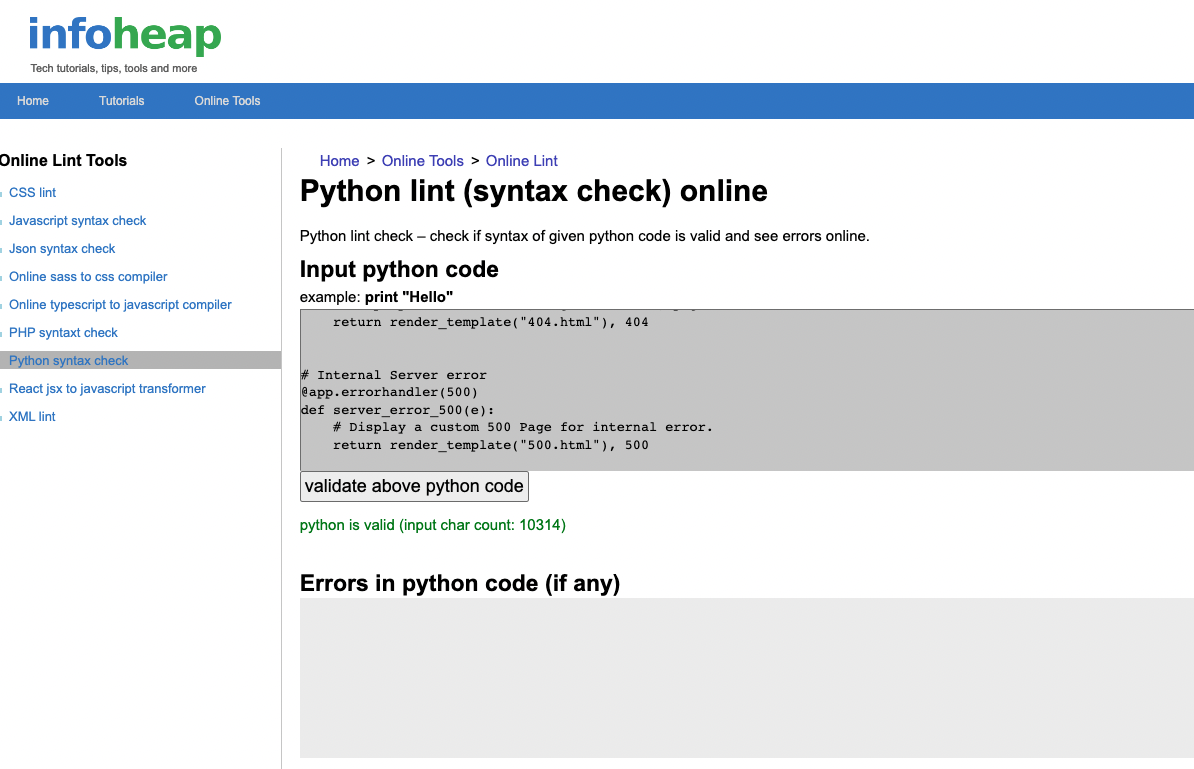 infoheap
Tech tutorials, tips, tools and more
Home Tutorials Online Tools
Online Lint Tools
CSS lint
Javascript syntax check
Json syntax check
Online sass to css compiler
Online typescript to javascript compiler
PHP syntaxt check
Python syntax check
React jsx to javascript transformer
XML lint
Home > Online Tools > Online Lint
Python lint (syntax check) online
Python lint check – check if syntax of given python code is valid and see errors online.
Input python code
example: print "Hello"
    return render_template("404.html"), 404
# Internal Server error
@app.errorhandler(500)
def server_error_500(e):
    # Display a custom 500 Page for internal error.
    return render_template("500.html"), 500
validate above python code
python is valid (input char count: 10314)
Errors in python code (if any)